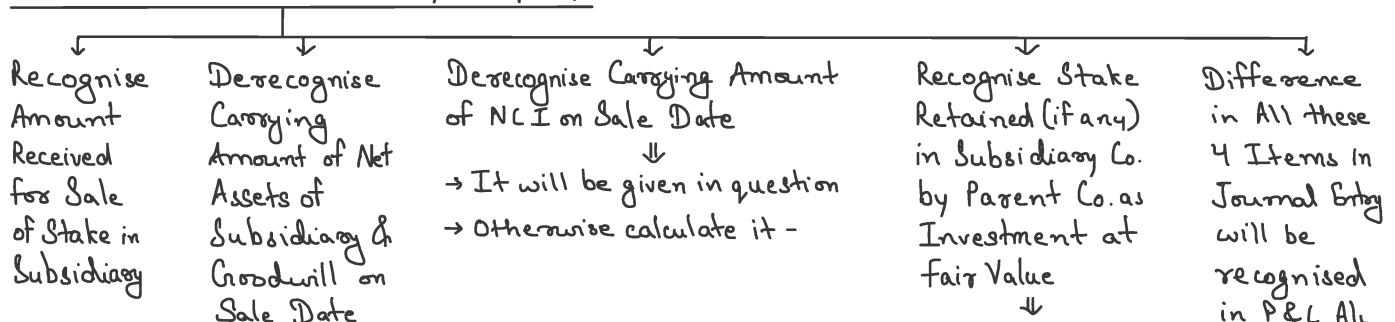 Recognise
Amount
Received
for Sale
of Stake in
Subsidiary
Derecognise
Carrying
Amount of Net
Assets of
Subsidiary &
Goodwill on
Sale Date
Derecognise Carrying Amount
of NCI on Sale Date
⇓
→ It will be given in question
→ Otherwise calculate it -
Recognise Stake
Retained (if any)
in Subsidiary Co.
by Parent Co. as
Investment at
Fair Value
⇓
Difference
in All these
4 Items in
Journal Entry
will be
recognised
in P&L